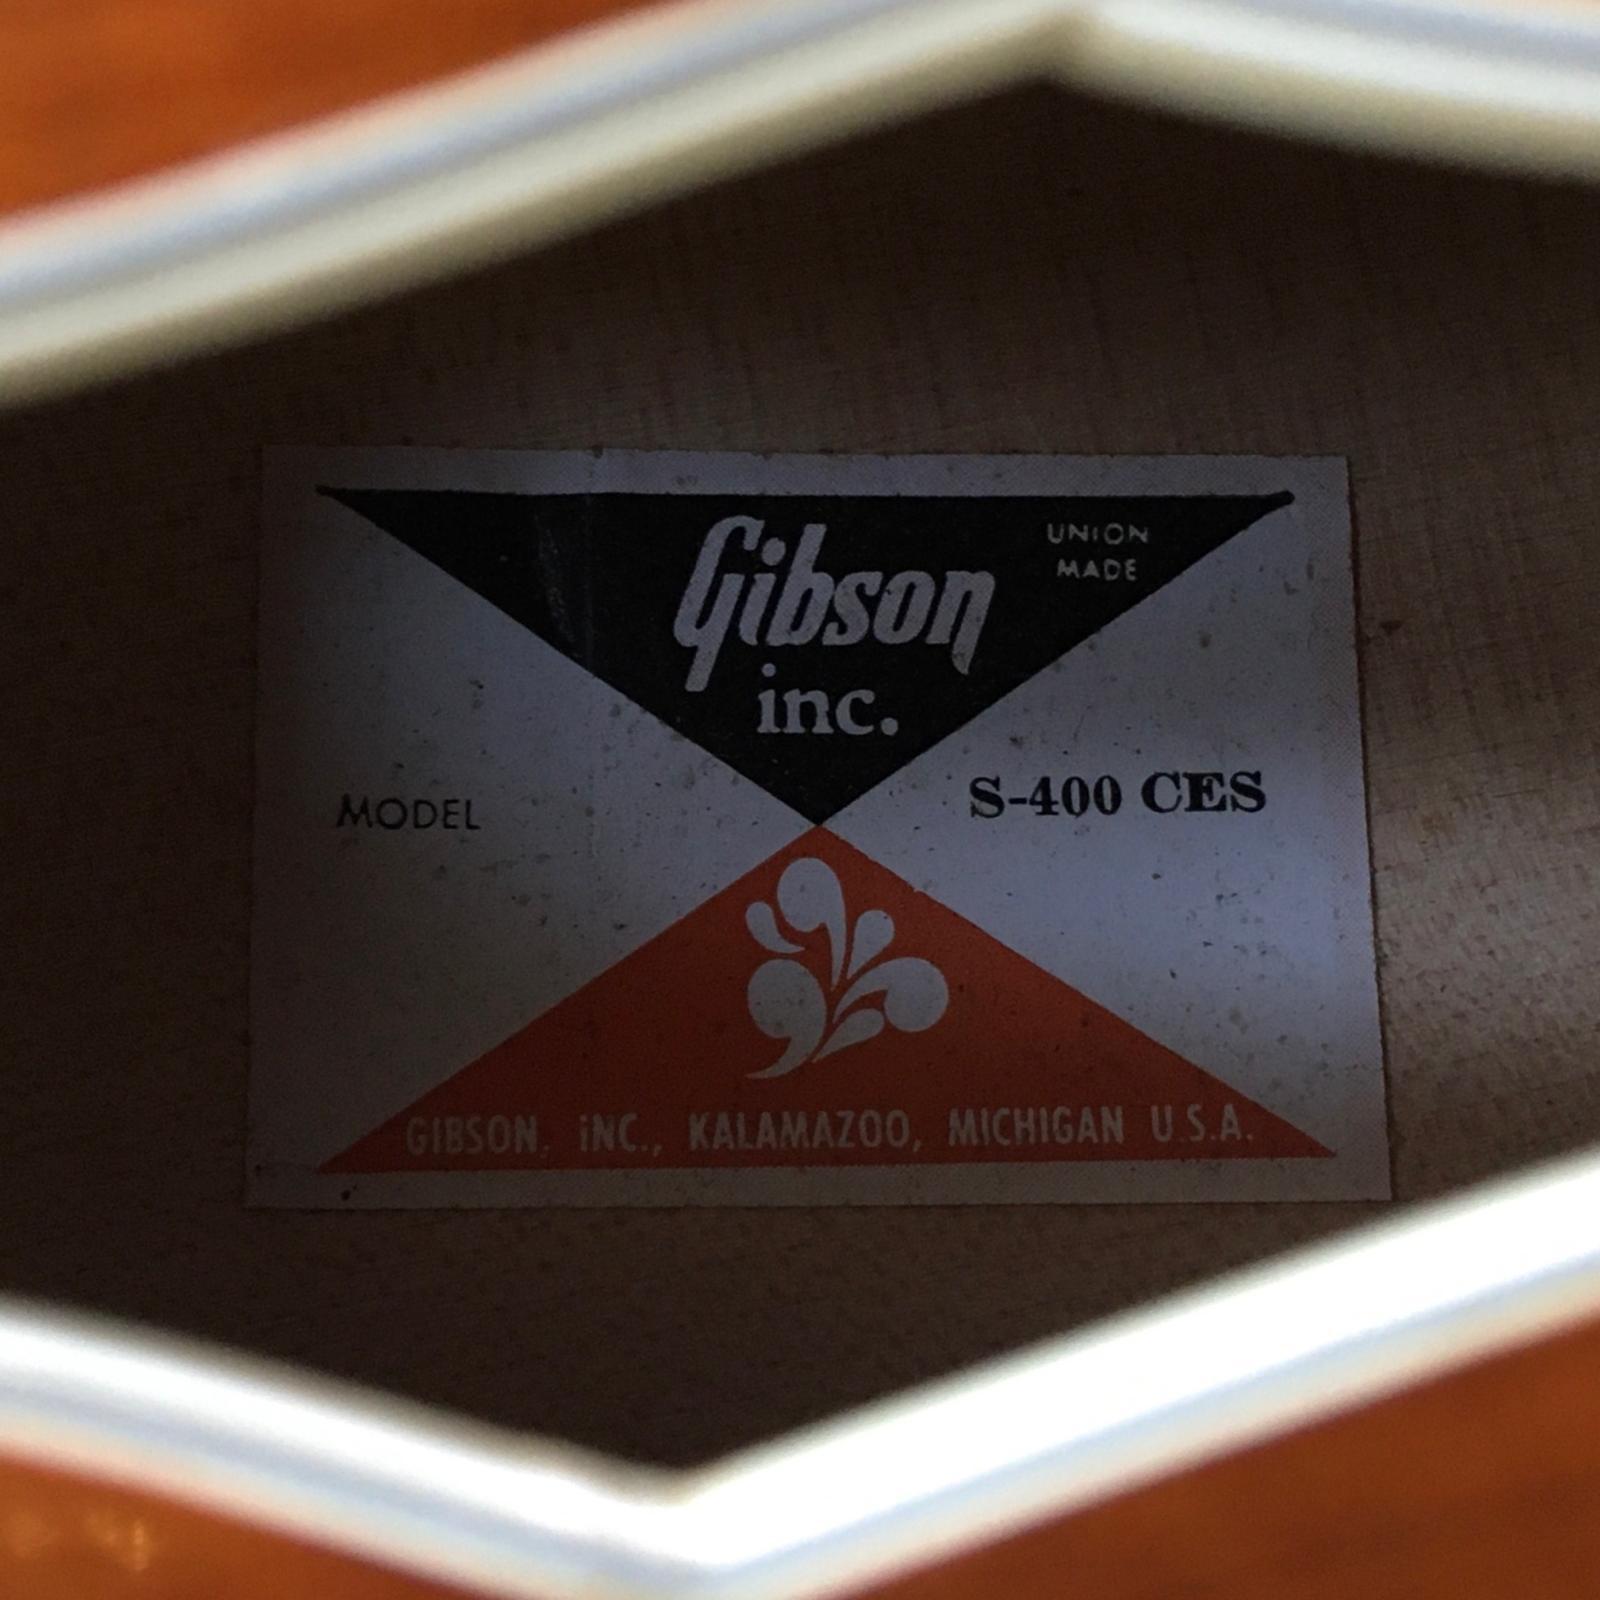 Gibson
inc.
UNION
MADE
MODEL
S-400 CES
GIBSON, iNC., KALAMAZOO, MICHIGAN U.S.A.